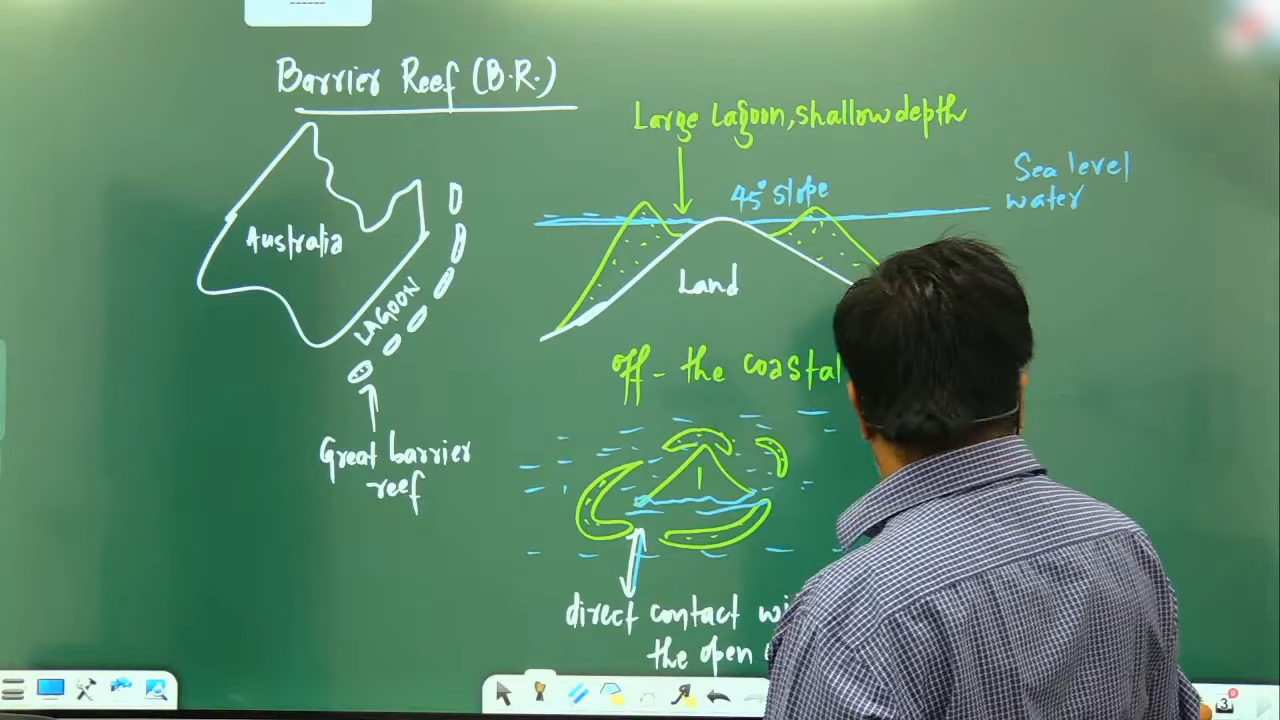 Barrier Reef (B.R.)
Large lagoon, shallow depth
Sea level
water
45° slope
Australia
Land
LAGOON
off - the coastal
Great barrier
reef
direct contact
the open
3